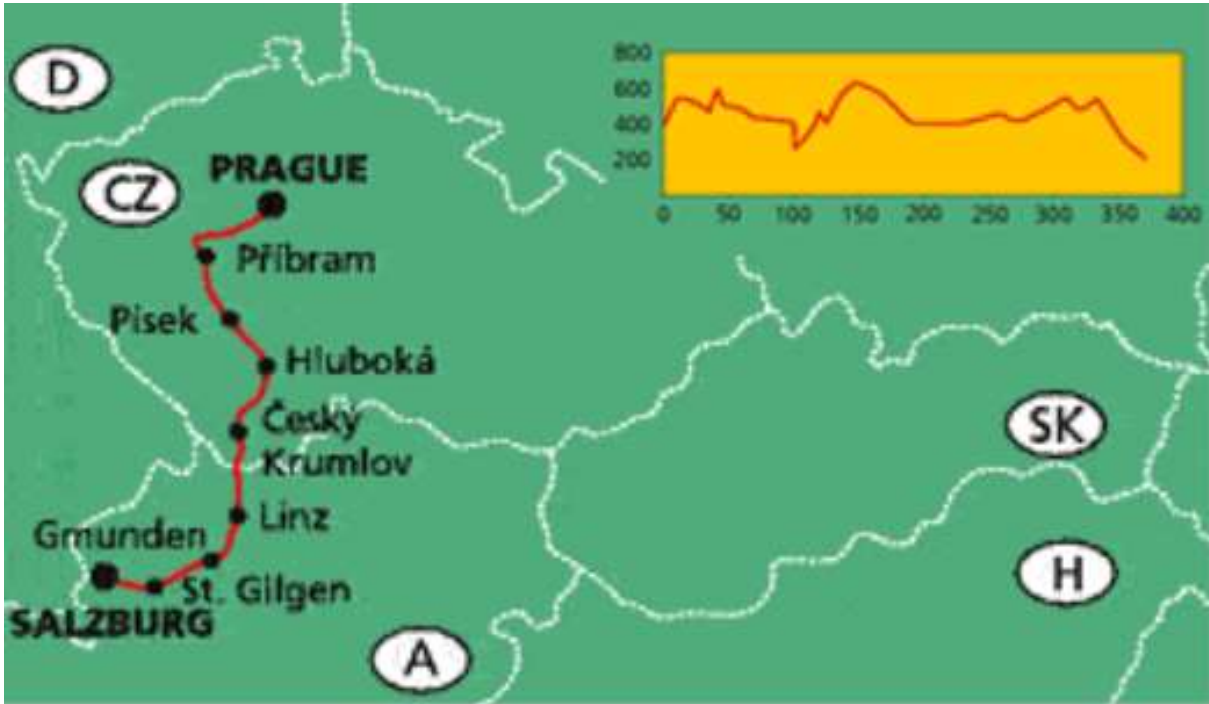 D
CZ
PRAGUE
Příbram
Pisek
Hluboká
Český
Krumlov
Linz
Gmunden
St. Gilgen
SALZBURG
A
SK
H
800
600
400
200
0 50 100 150 200 250 300 350 400